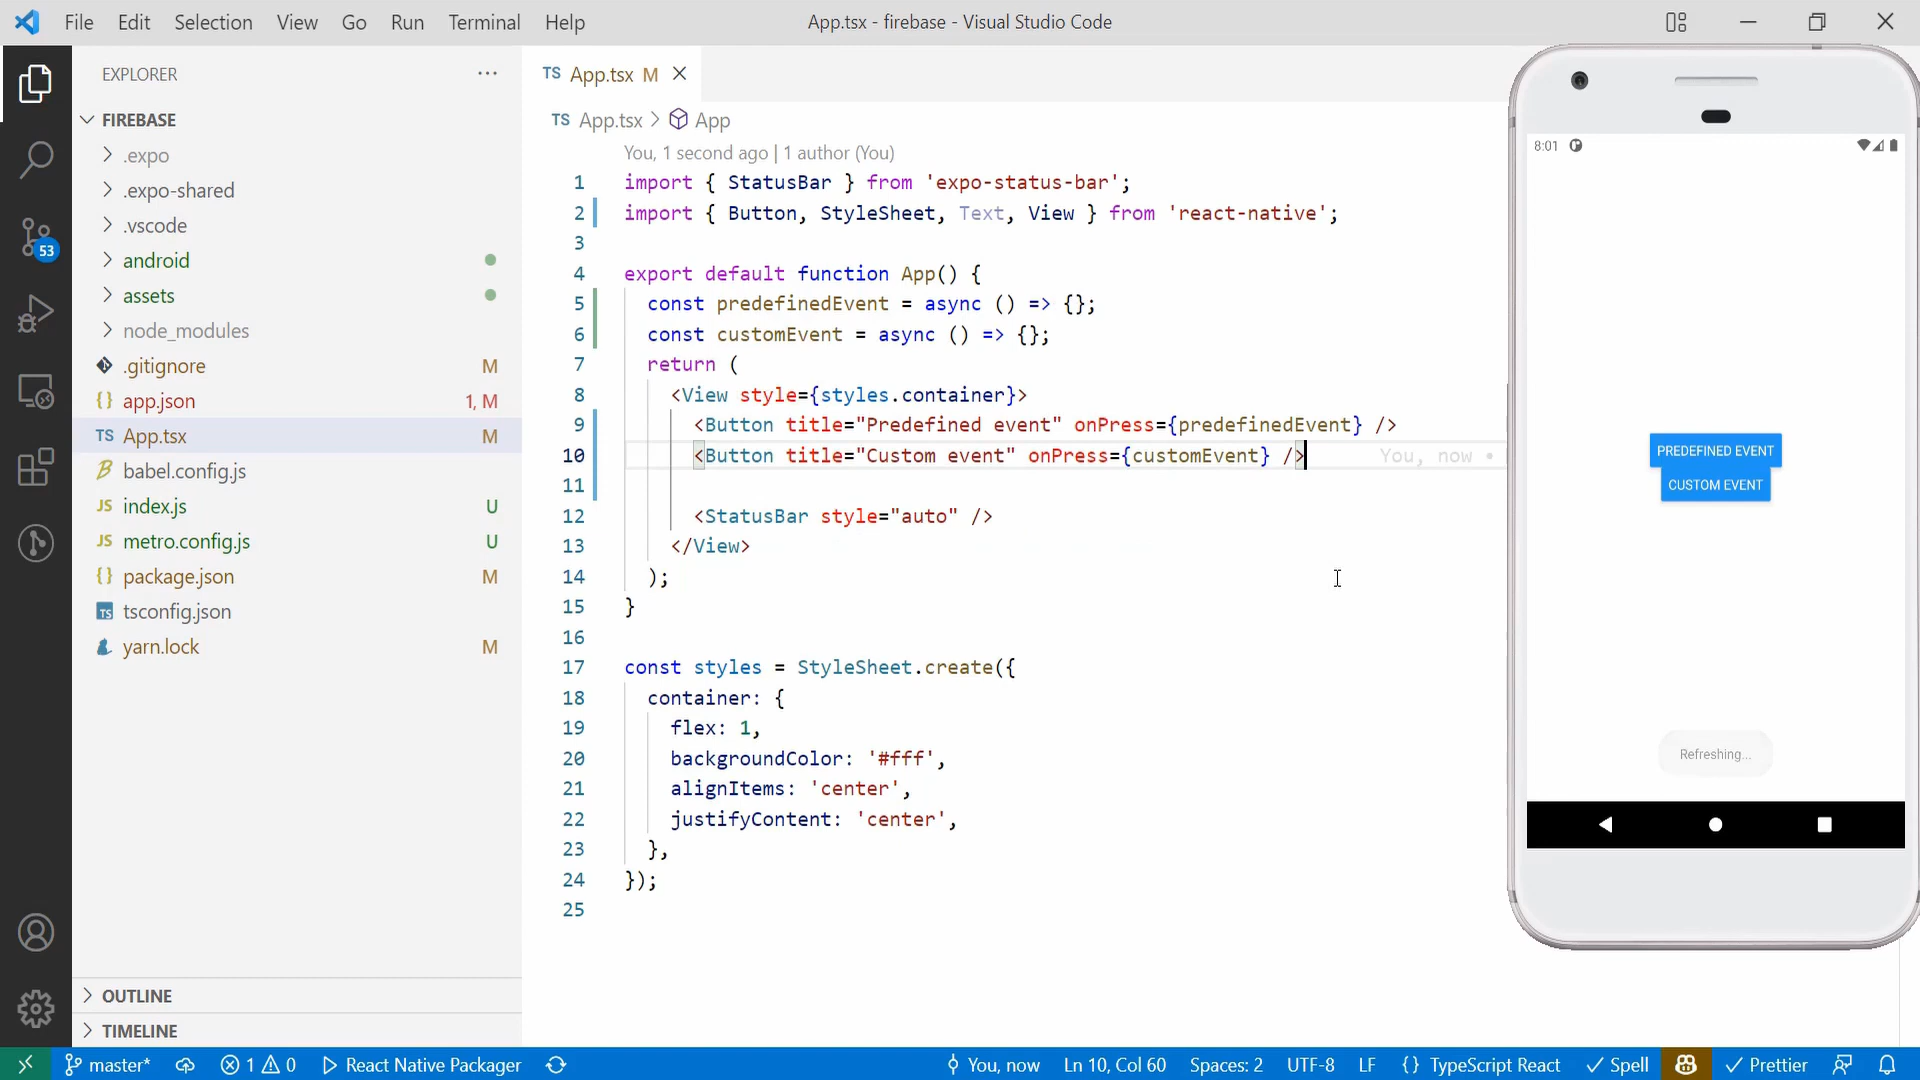 File Edit Selection View Go Run Terminal Help
App.tsx - firebase - Visual Studio Code
EXPLORER
FIREBASE
.expo
.expo-shared
.vscode
android
assets
node_modules
.gitignore M
app.json 1, M
TS App.tsx M
babel.config.js
JS index.js U
JS metro.config.js U
{} package.json M
TS tsconfig.json
yarn.lock M
OUTLINE
TIMELINE
53
TS App.tsx M
TS App.tsx > App
You, 1 second ago | 1 author (You)
1 import { StatusBar } from 'expo-status-bar';
2 import { Button, StyleSheet, Text, View } from 'react-native';
3
4 export default function App() {
5 const predefinedEvent = async () => {};
6 const customEvent = async () => {};
7 return (
8 <View style={styles.container}>
9 <Button title="Predefined event" onPress={predefinedEvent} />
10 <Button title="Custom event" onPress={customEvent} /> You, now •
11
12 <StatusBar style="auto" />
13 </View>
14 );
15 }
16
17 const styles = StyleSheet.create({
18 container: {
19 flex: 1,
20 backgroundColor: '#fff',
21 alignItems: 'center',
22 justifyContent: 'center',
23 },
24 });
25
8:01
PREDEFINED EVENT
CUSTOM EVENT
Refreshing...
master* 1 0 React Native Packager You, now Ln 10, Col 60 Spaces: 2 UTF-8 LF {} TypeScript React Spell Prettier